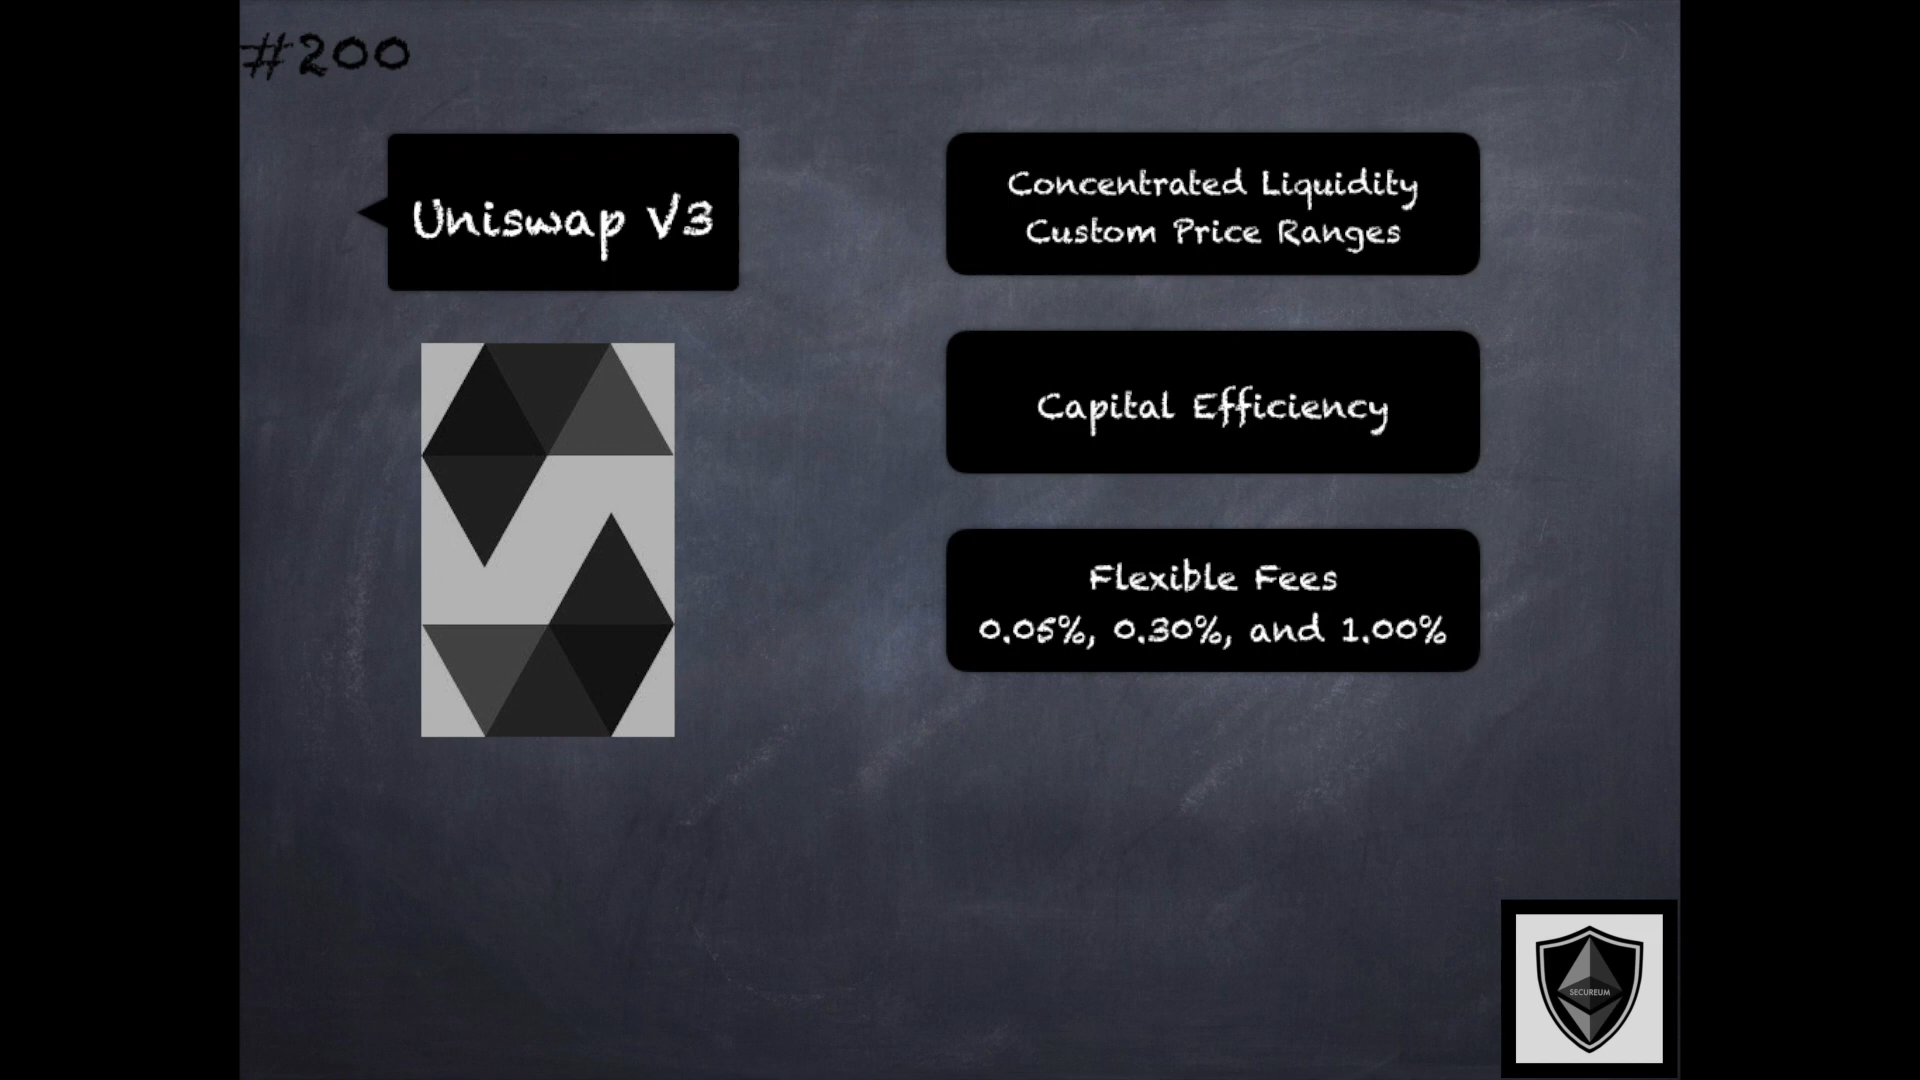 #200
Uniswap V3
Concentrated Liquidity
Custom Price Ranges
Capital Efficiency
Flexible Fees
0.05%, 0.30%, and 1.00%
SECUREUM